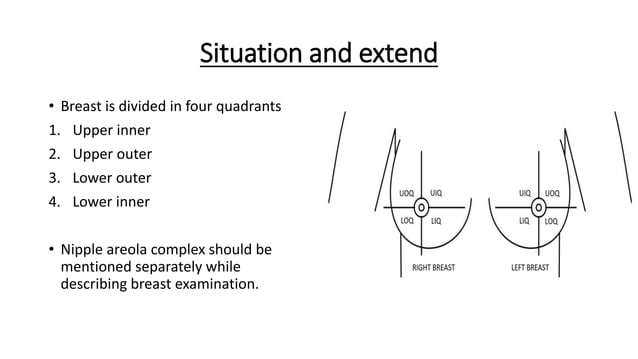 Situation and extend
• Breast is divided in four quadrants
1. Upper inner
2. Upper outer
3. Lower outer
4. Lower inner
• Nipple areola complex should be
mentioned separately while
describing breast examination.
UOQ UIQ
LOQ LIQ
RIGHT BREAST
UIQ UOQ
LIQ LOQ
LEFT BREAST